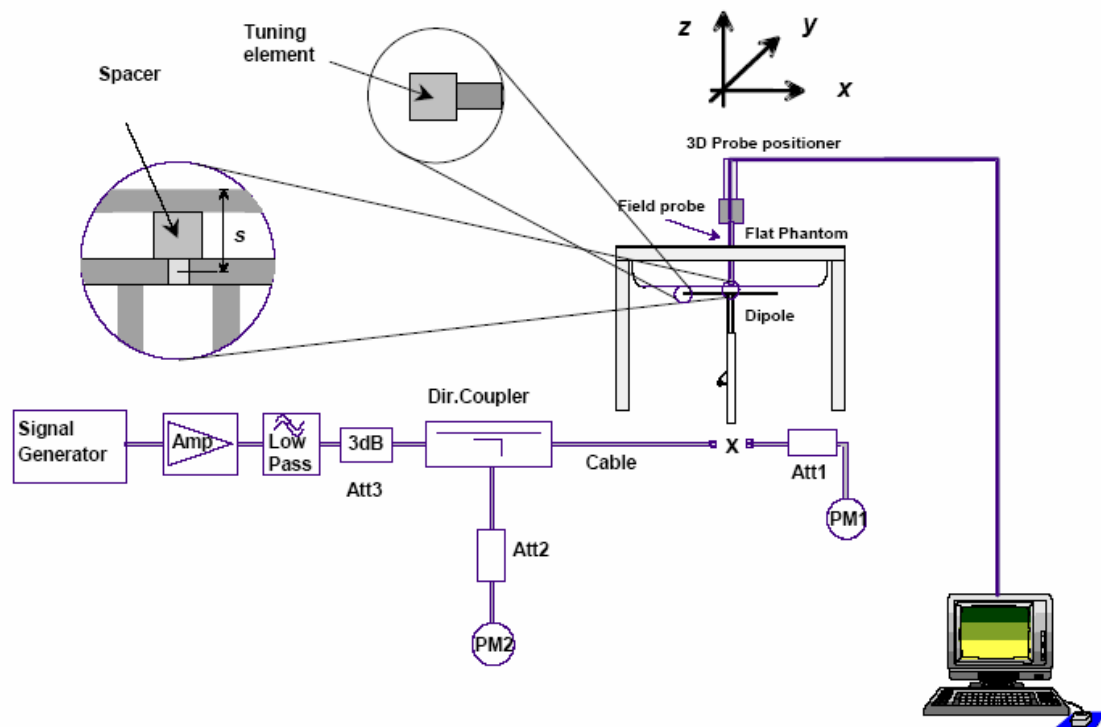 Tuning
element
Spacer
z
y
x
3D Probe positioner
Field probe
Flat Phantom
s
Dipole
Dir.Coupler
Signal
Generator
Amp
Low
Pass
3dB
Att3
Cable
X
Att1
PM1
Att2
PM2